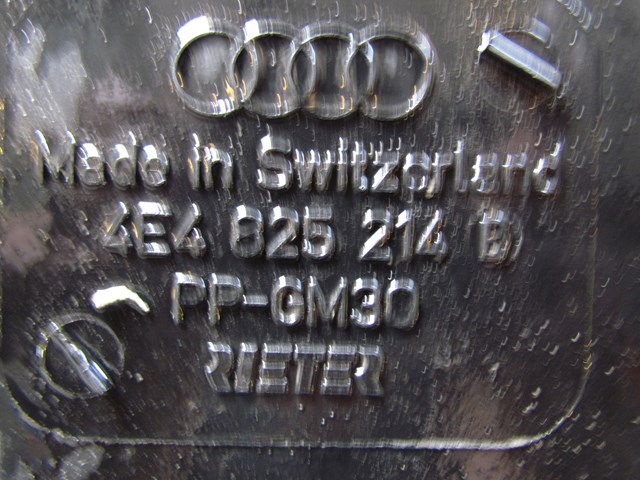 Made in Switzerland
4E4 825 214 B
PP-GM30
RIETER